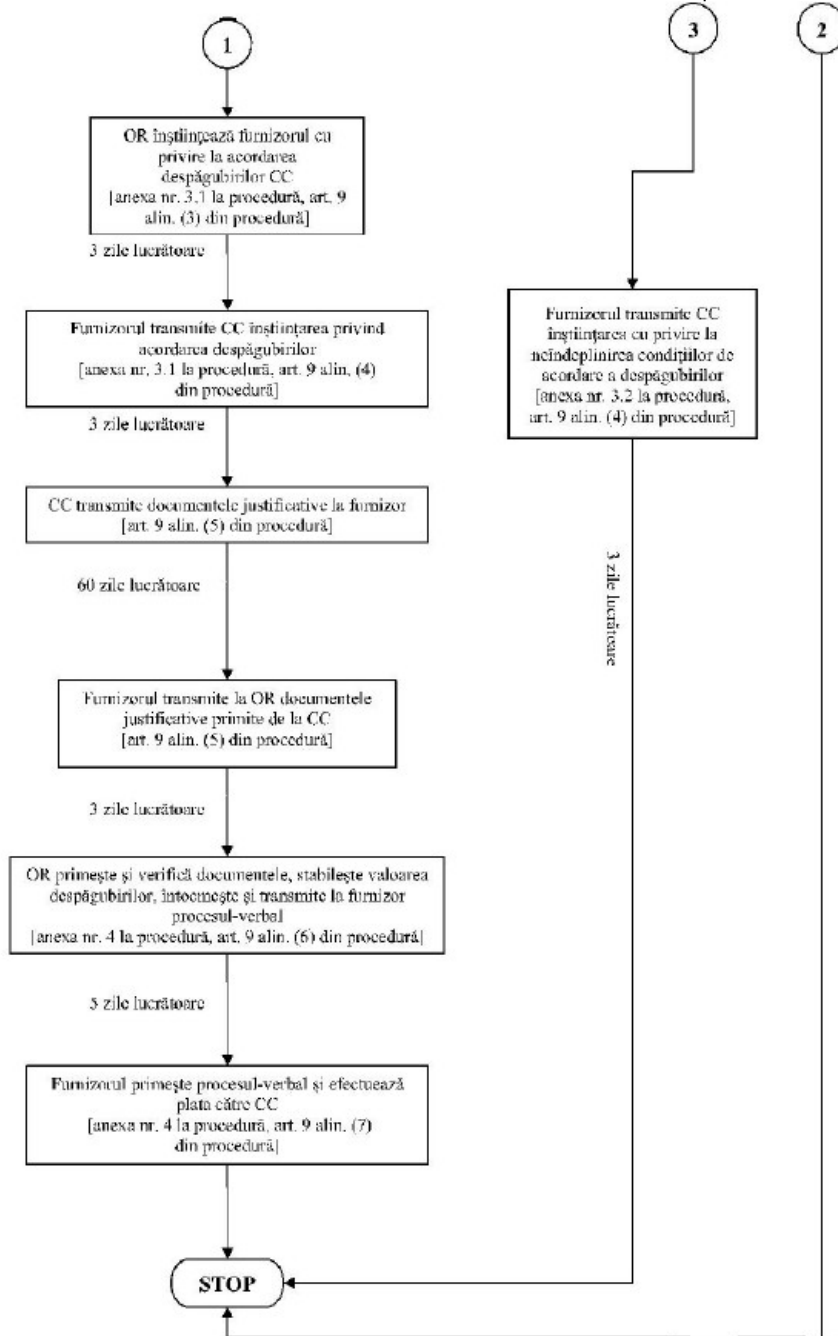 1
OR înştiinţează furnizorul cu
privire la acordarea
despăgubirilor CC
[anexa nr. 3.1 la procedură, art. 9
alin. (3) din procedură]
3 zile lucrătoare
Furnizorul transmite CC înştiinţarea privind
acordarea despăgubirilor
[anexa nr. 3.1 la procedură, art. 9 alin. (4)
din procedură]
3 zile lucrătoare
CC transmite documentele justificative la furnizor
[art. 9 alin. (5) din procedură]
60 zile lucrătoare
Furnizorul transmite la OR documentele
justificative primite de la CC
[art. 9 alin. (5) din procedură]
3 zile lucrătoare
OR primeşte şi verifică documentele, stabileşte valoarea
despăgubirilor, întocmeşte şi transmite la furnizor
procesul-verbal
[anexa nr. 4 la procedură, art. 9 alin. (6) din procedură]
5 zile lucrătoare
Furnizorul primeşte procesul-verbal şi efectuează
plata către CC
[anexa nr. 4 la procedură, art. 9 alin. (7)
din procedură]
STOP
3
Furnizorul transmite CC
înştiinţarea cu privire la
neîndeplinirea condiţiilor de
acordare a despăgubirilor
[anexa nr. 3.2 la procedură,
art. 9 alin. (4) din procedură]
3 zile lucrătoare
2